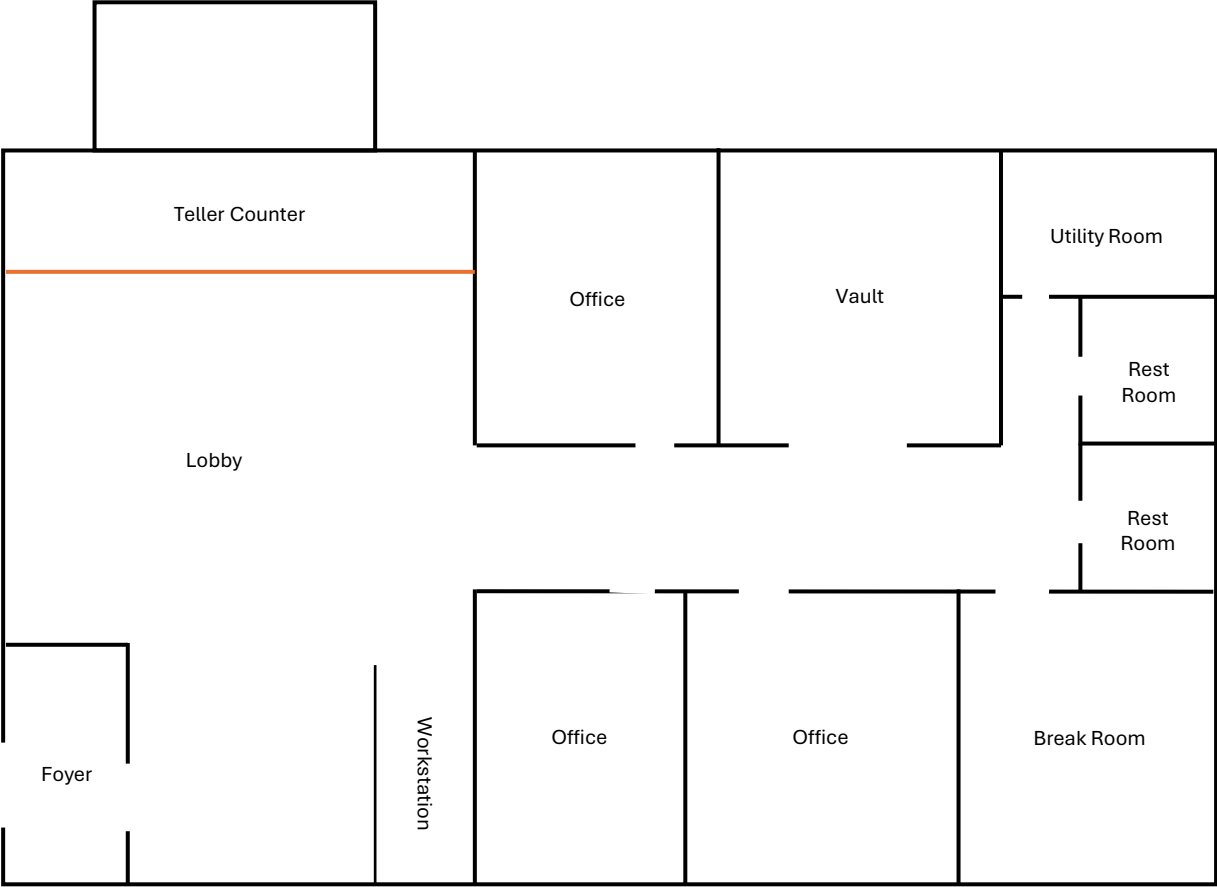 Teller Counter
Utility Room
Office
Vault
Rest
Room
Lobby
Rest
Room
Workstation
Office
Office
Break Room
Foyer